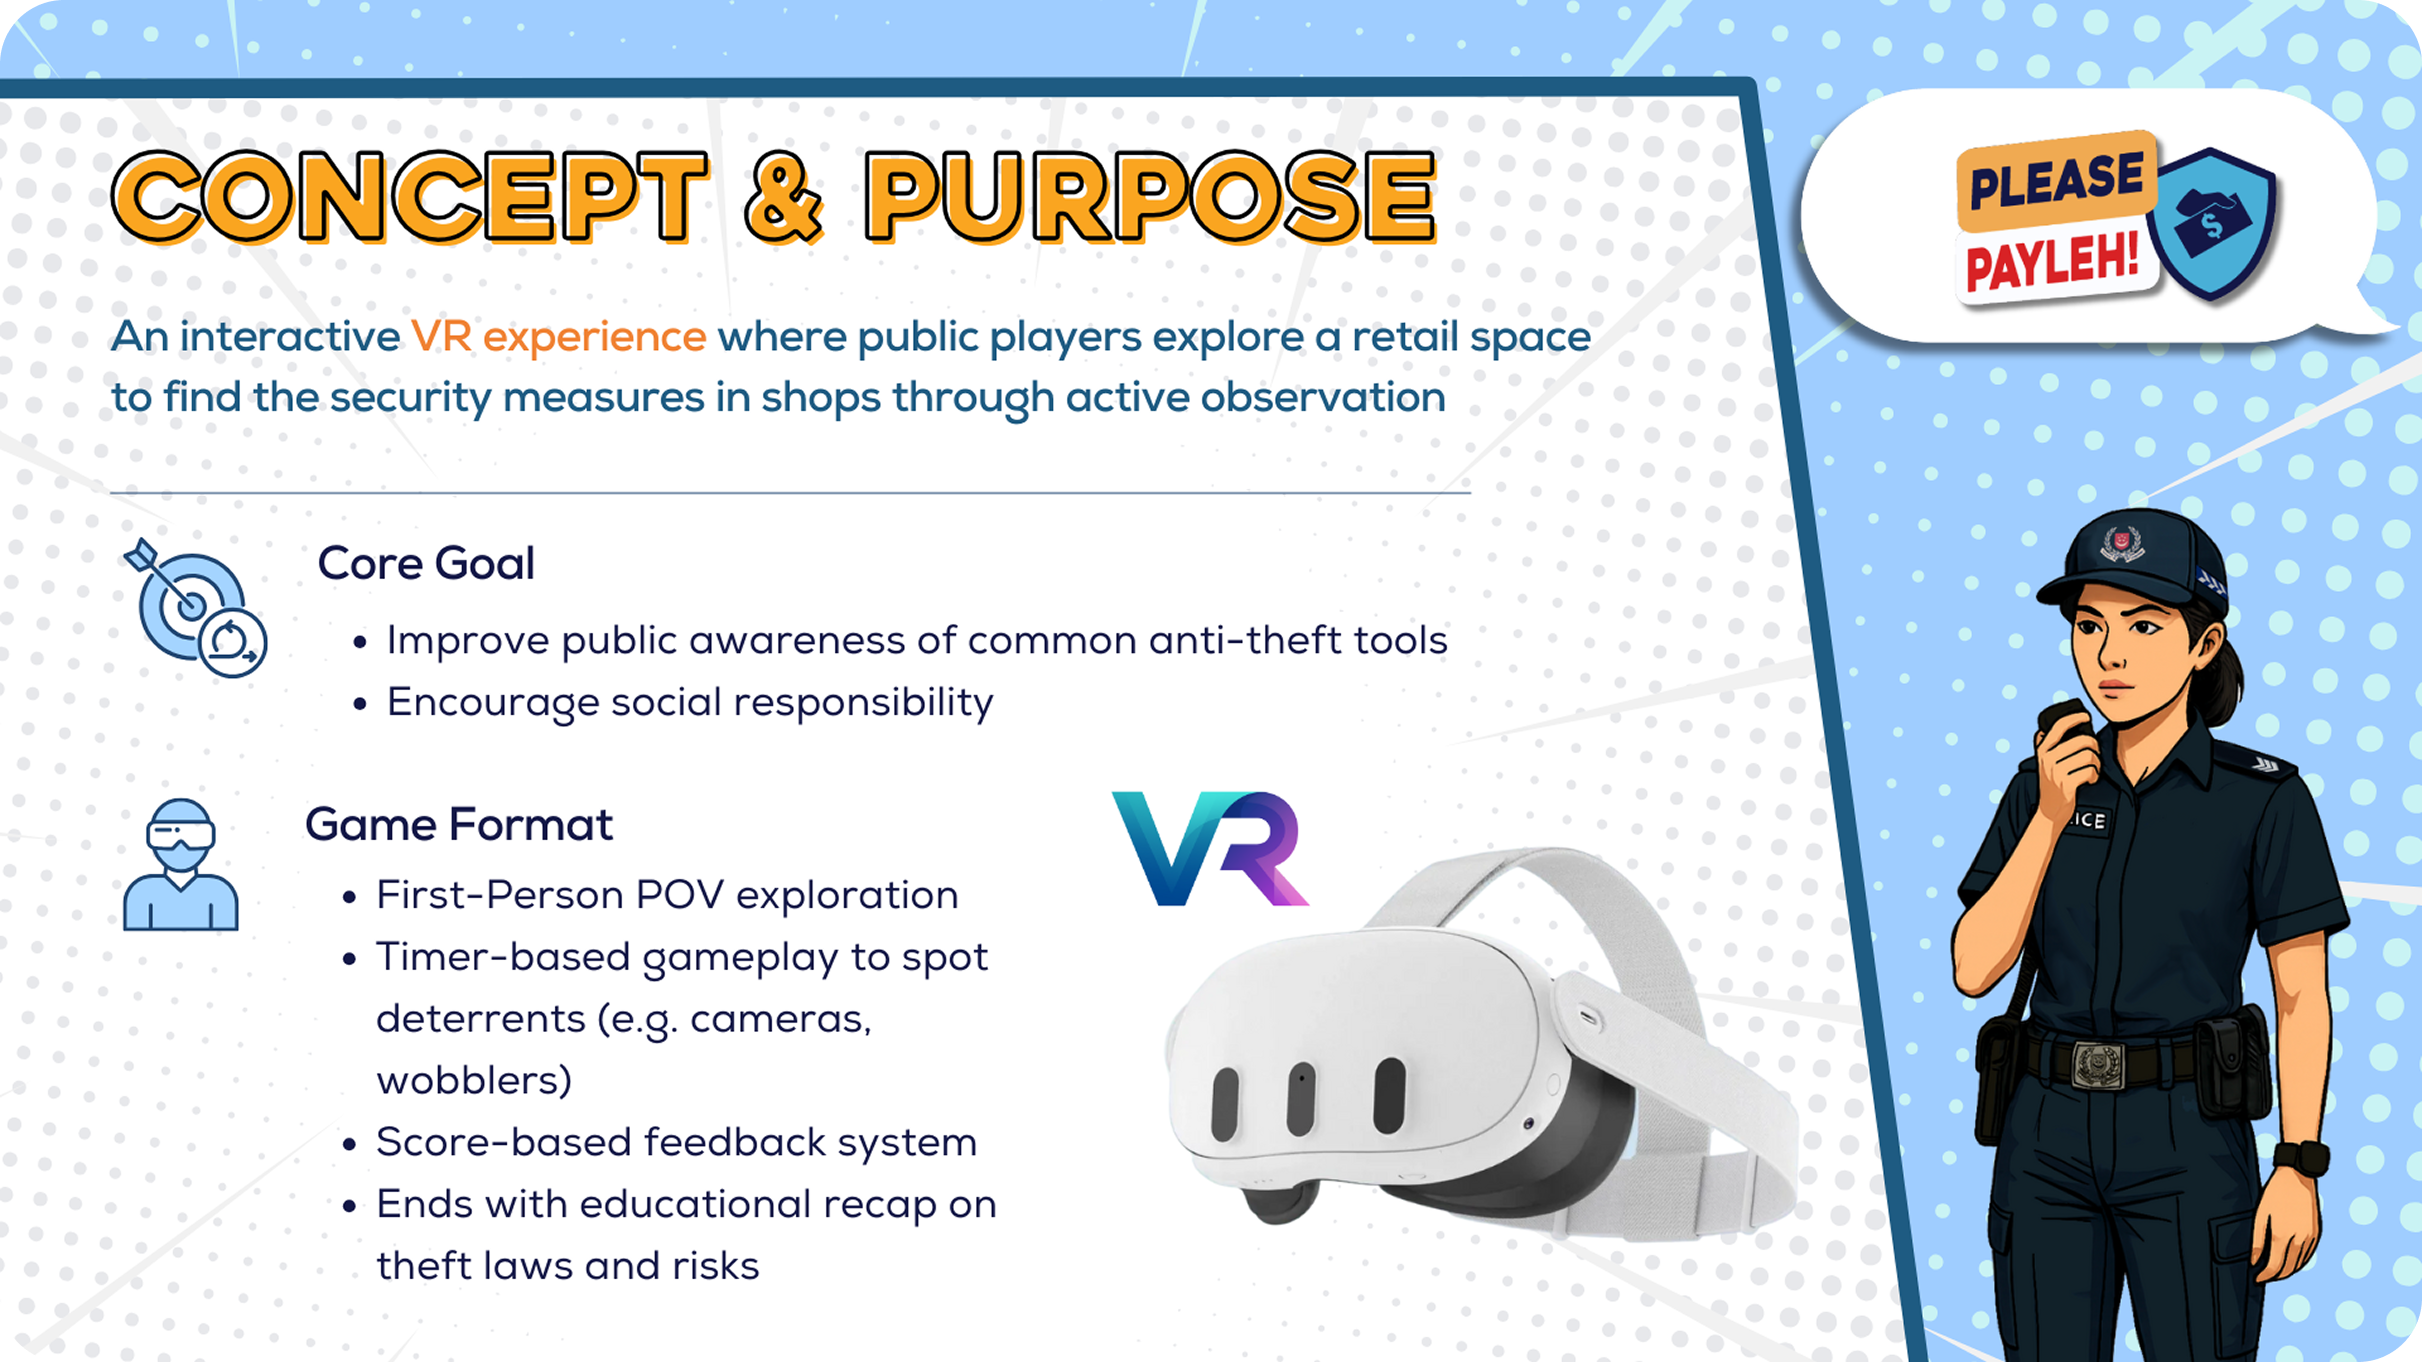 CONCEPT & PURPOSE
PLEASE
PAYLEH!
An interactive VR experience where public players explore a retail space
to find the security measures in shops through active observation
Core Goal
• Improve public awareness of common anti-theft tools
• Encourage social responsibility
Game Format
• First-Person POV exploration
• Timer-based gameplay to spot
deterrents (e.g. cameras,
wobblers)
• Score-based feedback system
• Ends with educational recap on
theft laws and risks
VR
ICE